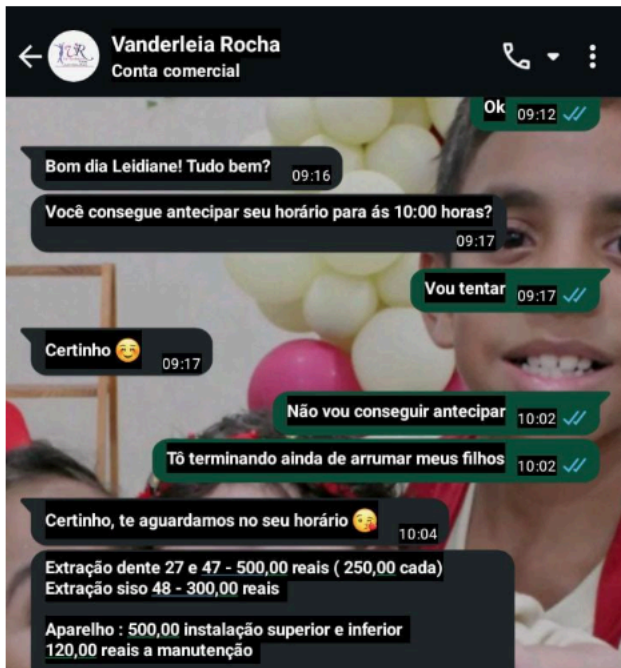 Vanderleia Rocha
Conta comercial
Ok 09:12
Bom dia Leidiane! Tudo bem? 09:16
Você consegue antecipar seu horário para ás 10:00 horas?
09:17
Vou tentar 09:17
Certinho ☺️ 09:17
Não vou conseguir antecipar 10:02
Tô terminando ainda de arrumar meus filhos 10:02
Certinho, te aguardamos no seu horário 😘 10:04
Extração dente 27 e 47 - 500,00 reais ( 250,00 cada)
Extração siso 48 - 300,00 reais
Aparelho : 500,00 instalação superior e inferior
120,00 reais a manutenção